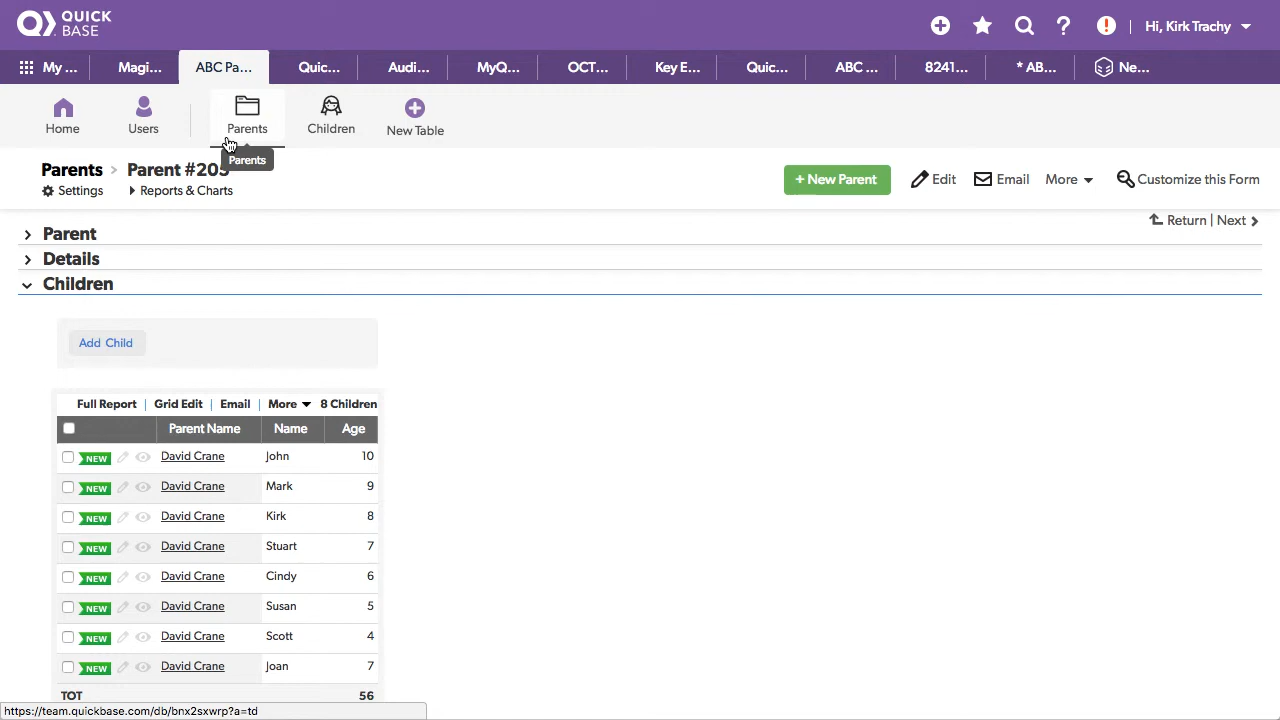 QUICK BASE
Hi, Kirk Trachy
My ... Magi... ABC Pa... Quic... Audi... MyQ... OCT... Key E... Quic... ABC ... 8241... * AB... Ne...
Home Users Parents Children New Table
Parents
Parents > Parent #205
Settings Reports & Charts
+ New Parent Edit Email More Customize this Form
Return | Next
Parent
Details
Children
Add Child
Full Report | Grid Edit | Email | More 8 Children
Parent Name Name Age
NEW David Crane John 10
NEW David Crane Mark 9
NEW David Crane Kirk 8
NEW David Crane Stuart 7
NEW David Crane Cindy 6
NEW David Crane Susan 5
NEW David Crane Scott 4
NEW David Crane Joan 7
TOT 56
https://team.quickbase.com/db/bnx2sxwrp?a=td